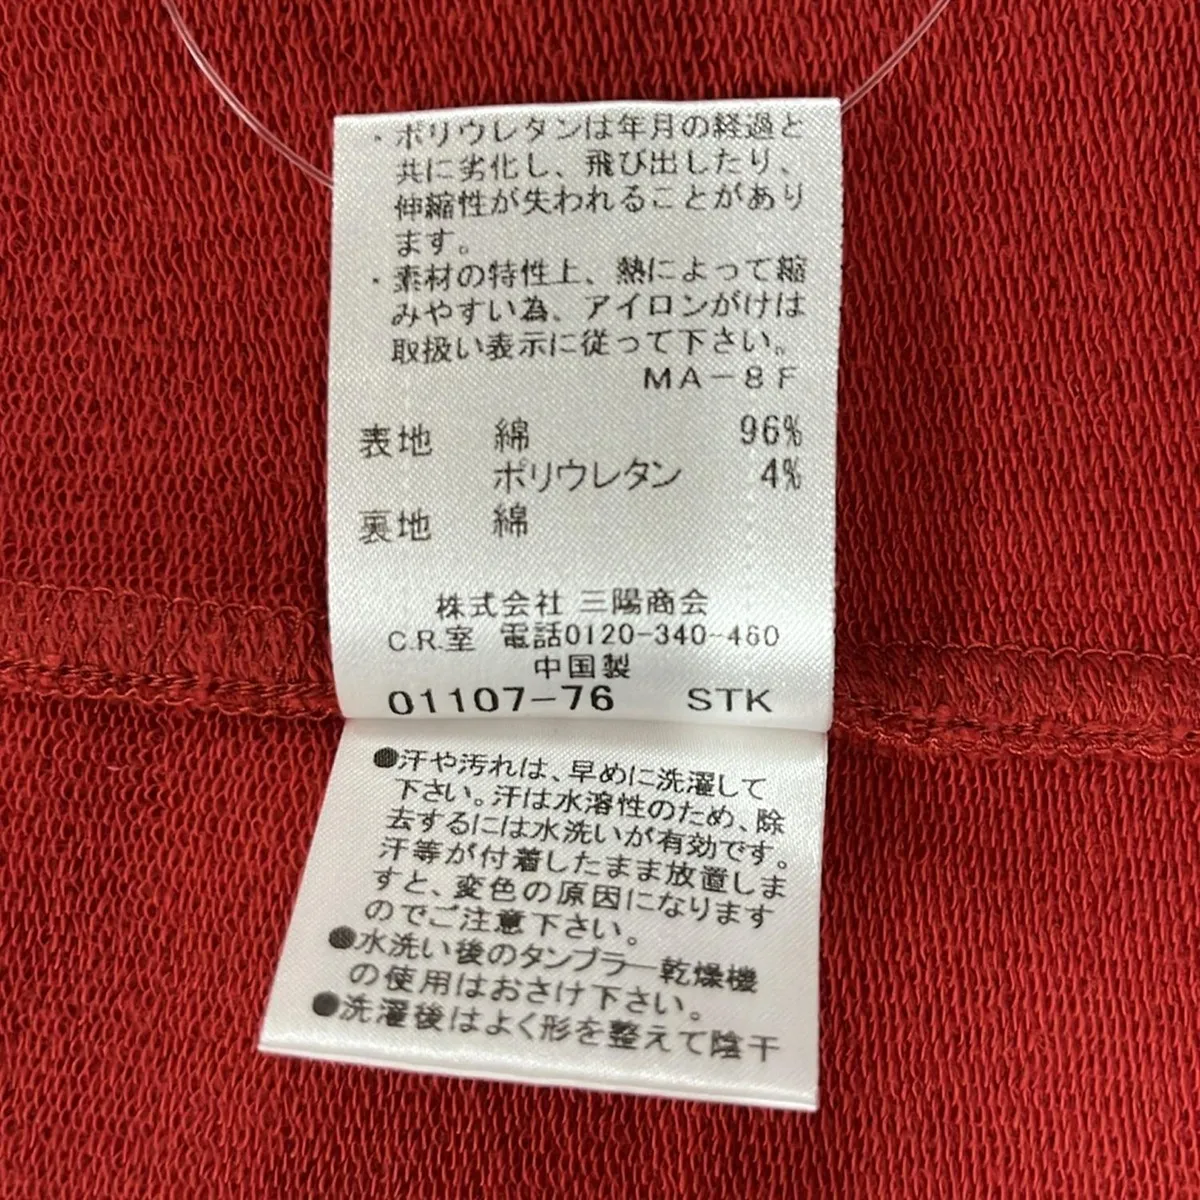 ・ポリウレタンは年月の経過と
共に劣化し、飛び出したり、
伸縮性が失われることがあり
ます。
・素材の特性上、熱によって縮
みやすい為、アイロンがけは
取扱い表示に従って下さい。
MA-8F
表地 綿 96%
ポリウレタン 4%
裏地 綿
株式会社 三陽商会
C.R.室 電話0120-340-460
中国製
01107-76 STK
●汗や汚れは、早めに洗濯して
下さい。汗は水溶性のため、除
去するには水洗いが有効です。
汗等が付着したまま放置しま
すと、変色の原因になります
のでご注意下さい。
●水洗い後のタンブラー乾燥機
の使用はおさけ下さい。
●洗濯後はよく形を整えて陰干